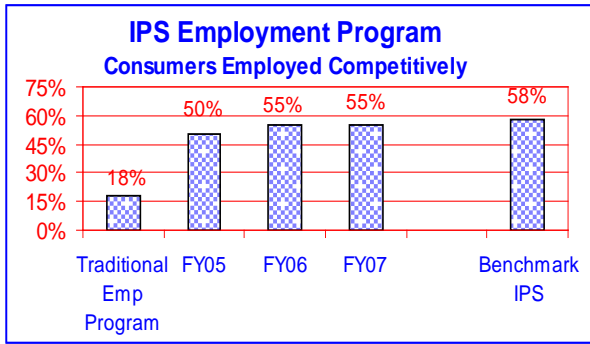 IPS Employment Program
Consumers Employed Competitively
75%
60%
45%
30%
15%
0%
18%
50%
55%
55%
58%
Traditional Emp Program
FY05
FY06
FY07
Benchmark IPS